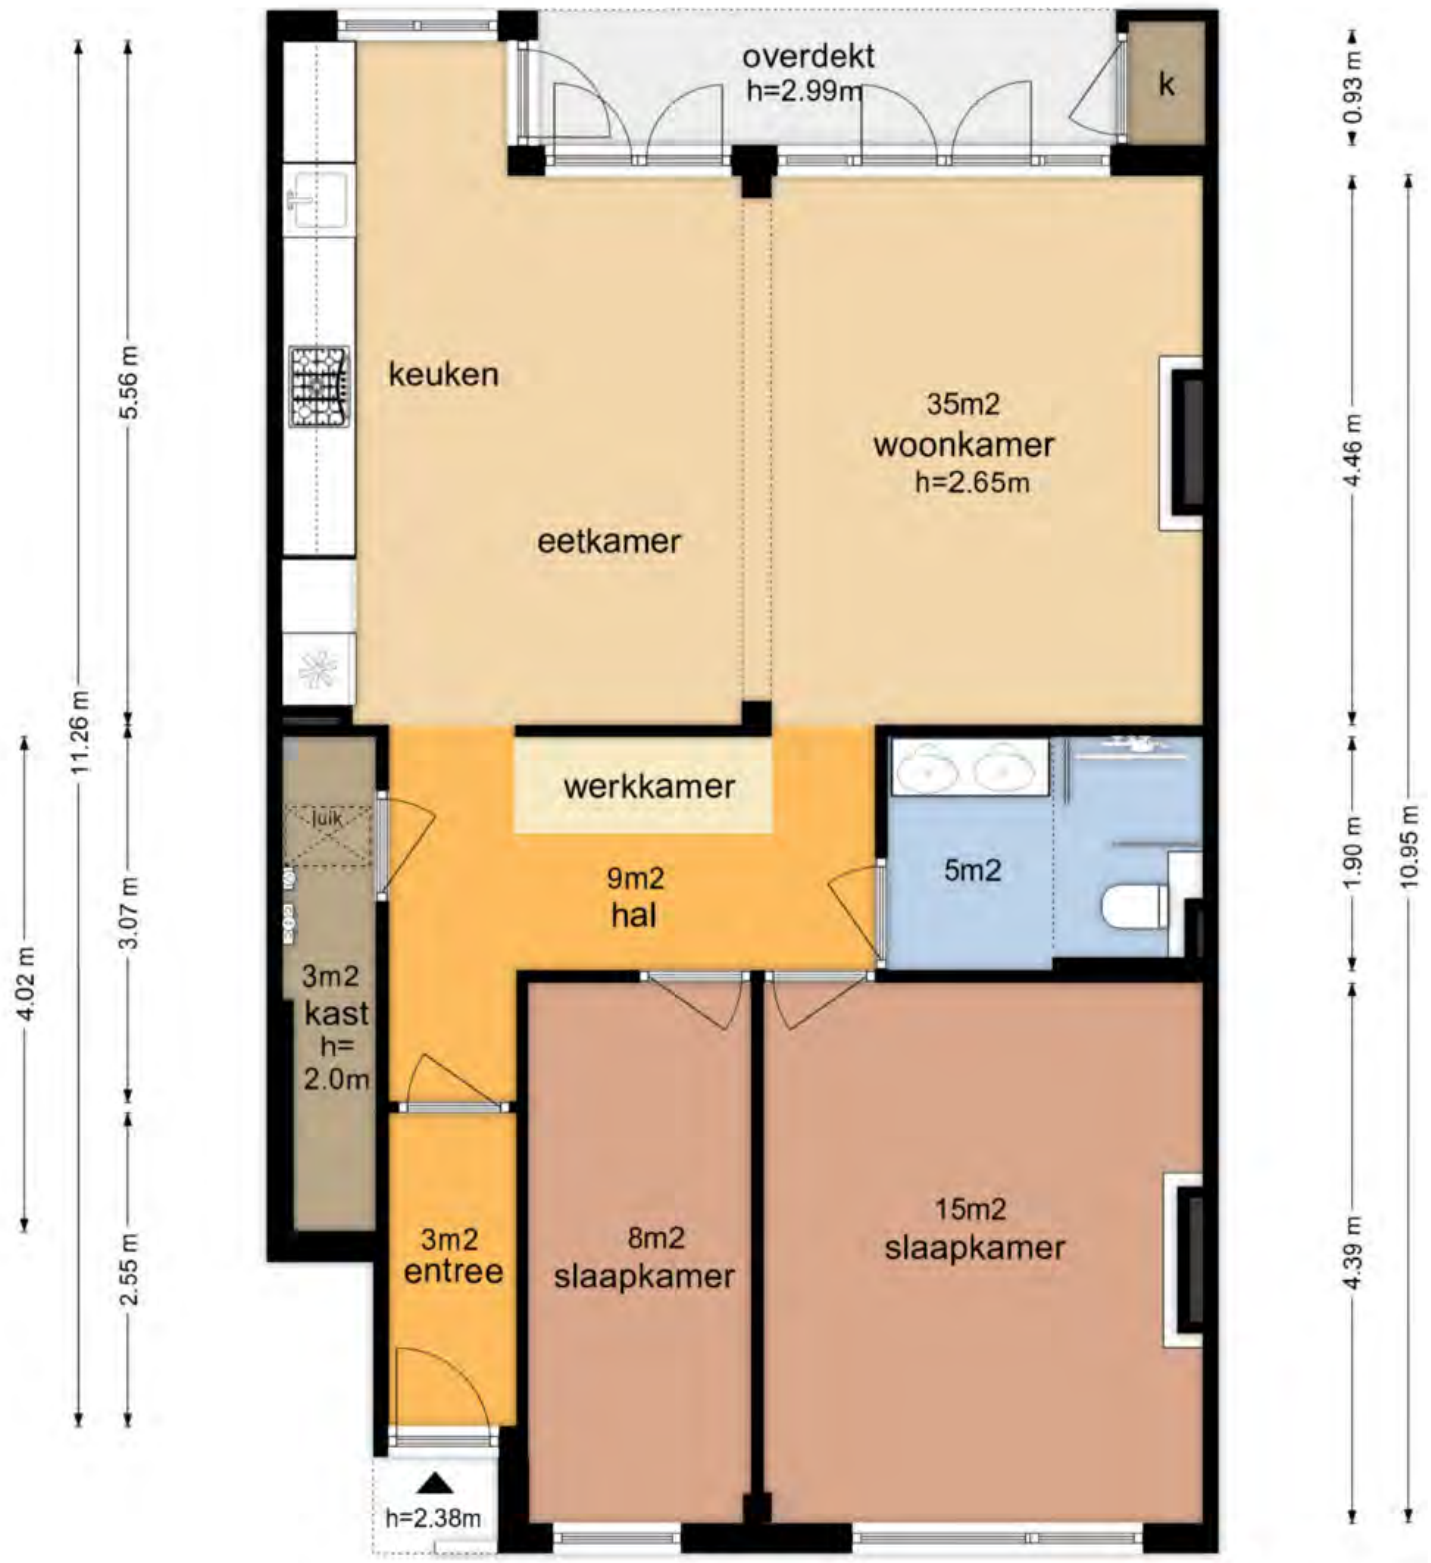 overdekt
h=2.99m
k
0.93 m
keuken
5.56 m
35m2
woonkamer
h=2.65m
4.46 m
eetkamer
11.26 m
werkkamer
luik
5m2
9m2
hal
1.90 m
10.95 m
3.07 m
4.02 m
3m2
kast
h=
2.0m
3m2
entree
8m2
slaapkamer
15m2
slaapkamer
2.55 m
4.39 m
h=2.38m